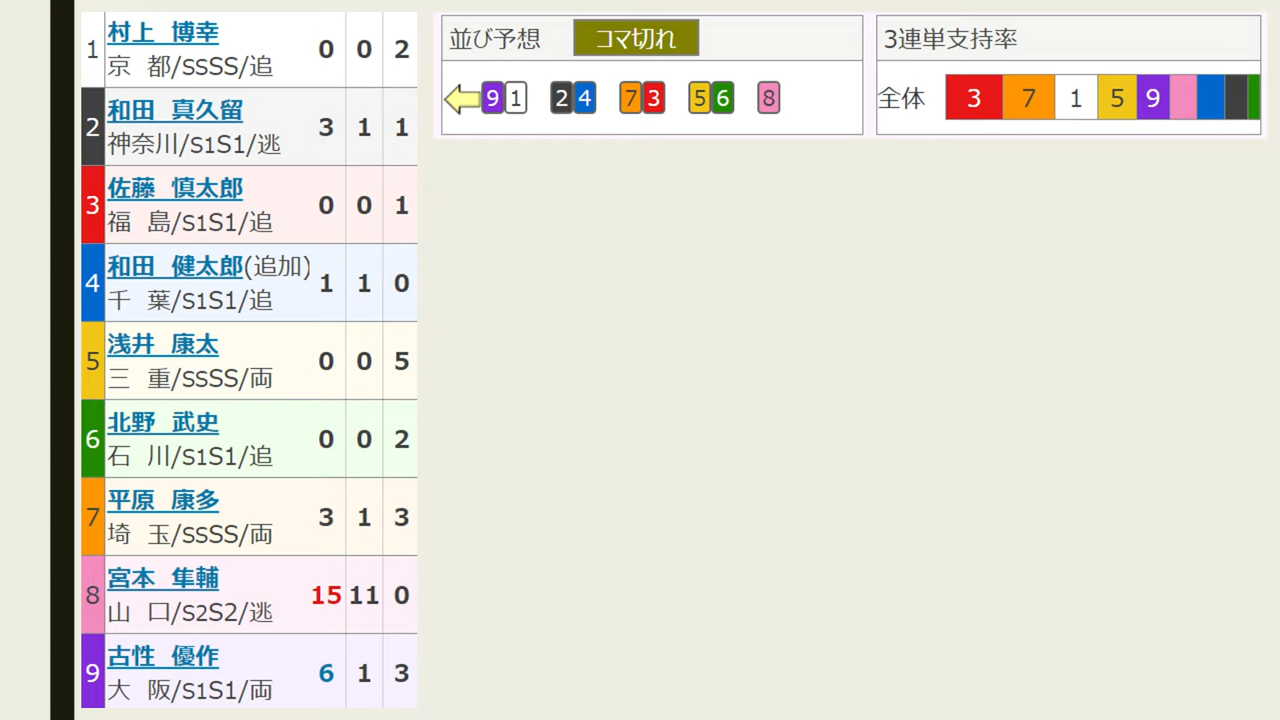 1 村上 博幸 0 0 2
京 都/SSSS/追
2 和田 真久留 3 1 1
神奈川/S1S1/逃
3 佐藤 慎太郎 0 0 1
福 島/S1S1/追
4 和田 健太郎(追加) 1 1 0
千 葉/S1S1/追
5 浅井 康太 0 0 5
三 重/SSSS/両
6 北野 武史 0 0 2
石 川/S1S1/追
7 平原 康多 3 1 3
埼 玉/SSSS/両
8 宮本 隼輔 15 11 0
山 口/S2S2/逃
9 古性 優作 6 1 3
大 阪/S1S1/両
並び予想 コマ切れ
9 1 2 4 7 3 5 6 8
3連単支持率
全体 3 7 1 5 9